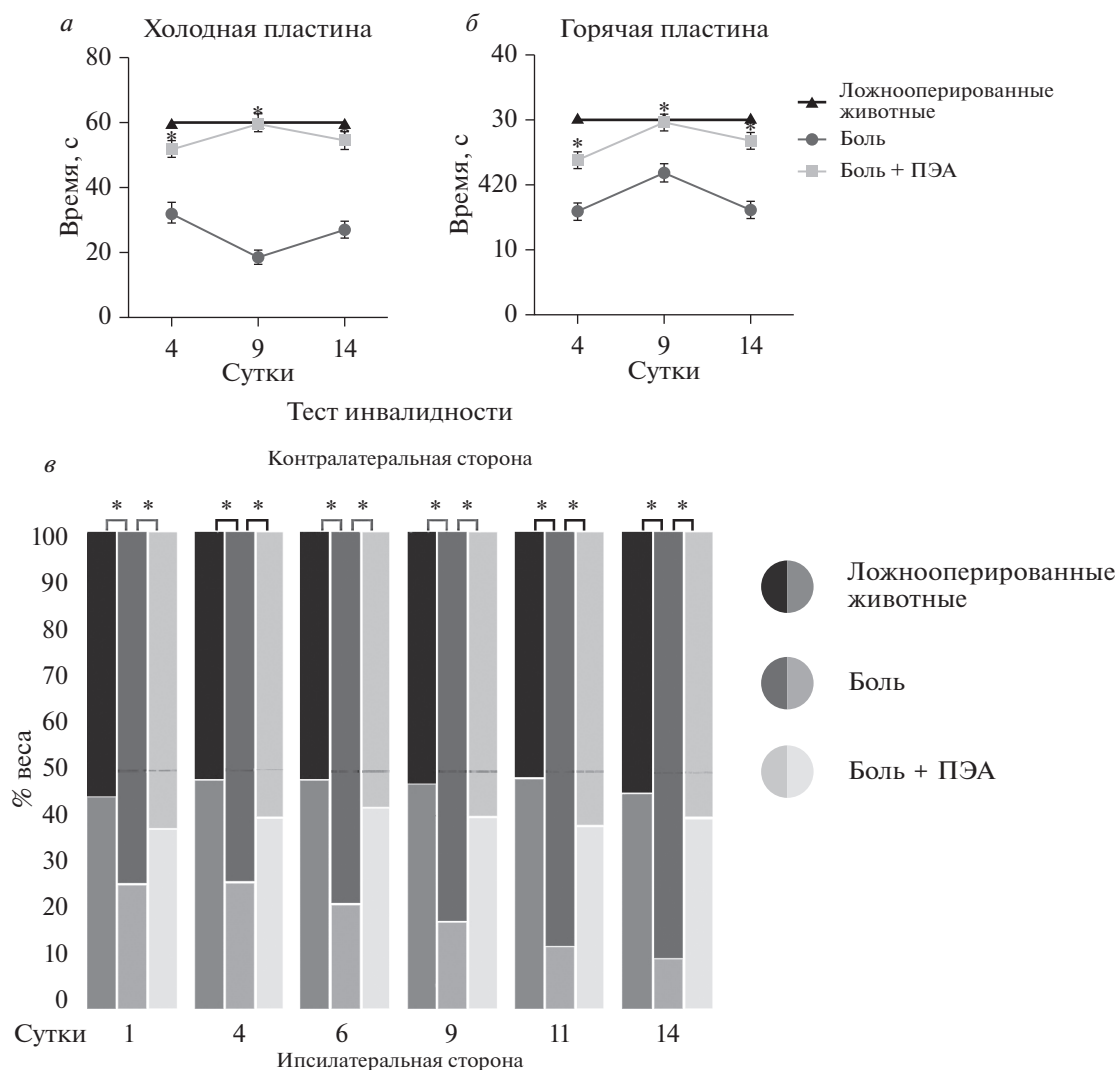 а Холодная пластина
80
60
40
20
0
Время, с
4 9 14
Сутки
* * *
б Горячая пластина
40
30
420
10
0
Время, с
4 9 14
Сутки
* * *
Ложнооперированные
животные
Боль
Боль + ПЭА
Тест инвалидности
в
Контралатеральная сторона
* * * * * * * * * * * *
100
90
80
70
60
50
40
30
20
10
0
% веса
Сутки 1 4 6 9 11 14
Ипсилатеральная сторона
Ложнооперированные
животные
Боль
Боль + ПЭА